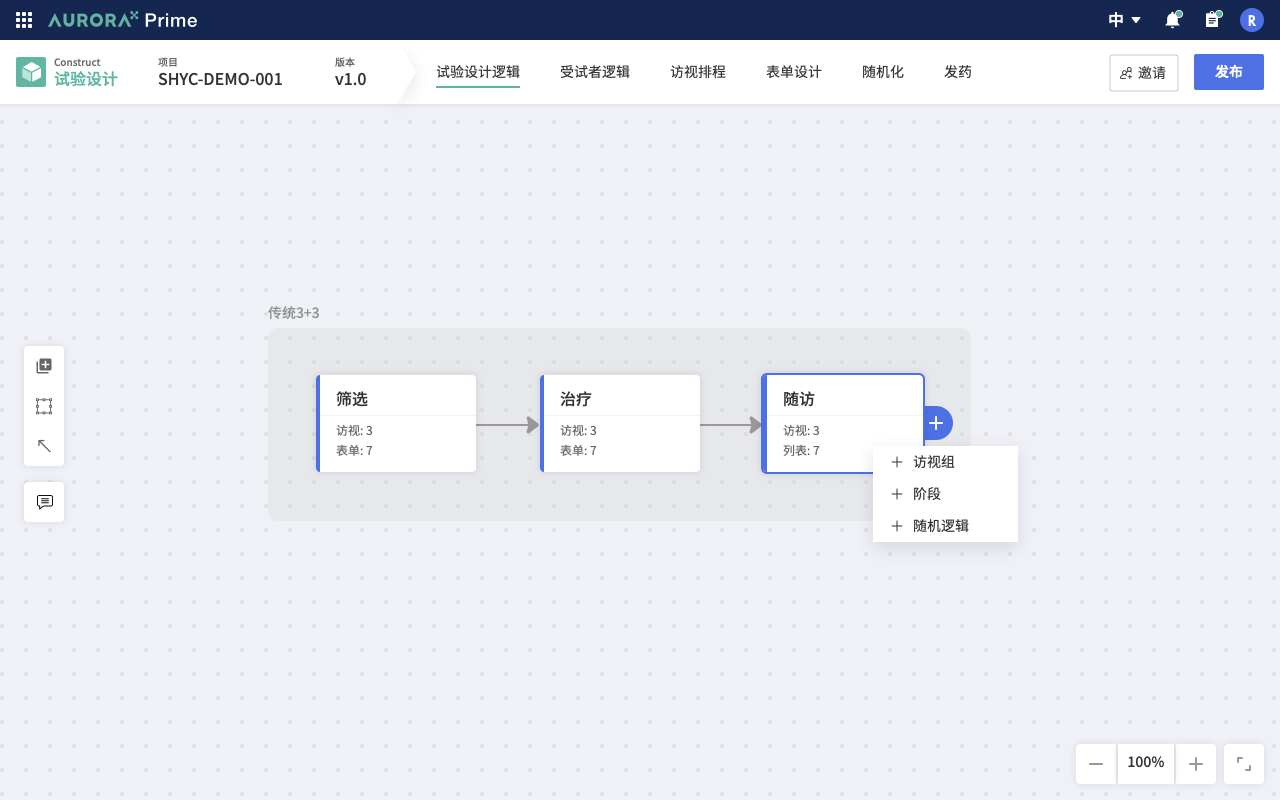 AURORA Prime
中
R
Construct
试验设计
项目
SHYC-DEMO-001
版本
v1.0
试验设计逻辑
受试者逻辑
访视排程
表单设计
随机化
发药
邀请
发布
传统3+3
筛选
访视: 3
表单: 7
治疗
访视: 3
表单: 7
随访
访视: 3
列表: 7
访视组
阶段
随机逻辑
100%